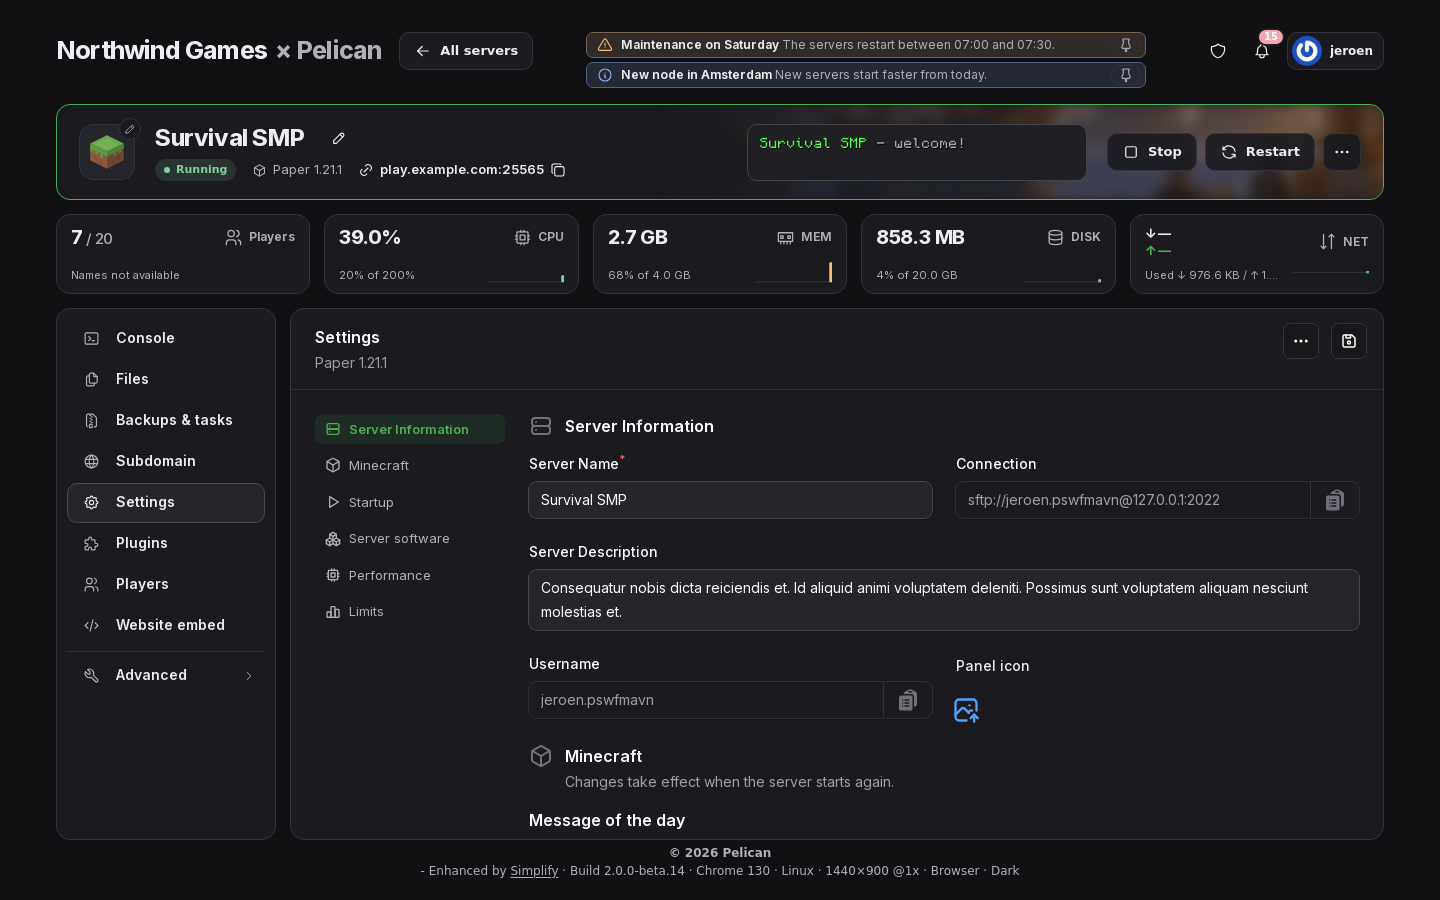 Northwind Games × Pelican
All servers
Maintenance on Saturday The servers restart between 07:00 and 07:30.
New node in Amsterdam New servers start faster from today.
15
jeroen
Survival SMP
Running
Paper 1.21.1
play.example.com:25565
Survival SMP - welcome!
Stop
Restart
7 / 20
Players
Names not available
39.0%
CPU
20% of 200%
2.7 GB
MEM
68% of 4.0 GB
858.3 MB
DISK
4% of 20.0 GB
↓—
↑—
NET
Used ↓ 976.6 KB / ↑ 1....
Console
Files
Backups & tasks
Subdomain
Settings
Plugins
Players
Website embed
Advanced
Settings
Paper 1.21.1
Server Information
Minecraft
Startup
Server software
Performance
Limits
Server Information
Server Name*
Survival SMP
Connection
sftp://jeroen.pswfmavn@127.0.0.1:2022
Server Description
Consequatur nobis dicta reiciendis et. Id aliquid animi voluptatem deleniti. Possimus sunt voluptatem aliquam nesciunt
molestias et.
Username
jeroen.pswfmavn
Panel icon
Minecraft
Changes take effect when the server starts again.
Message of the day
© 2026 Pelican
- Enhanced by Simplify · Build 2.0.0-beta.14 · Chrome 130 · Linux · 1440×900 @1x · Browser · Dark